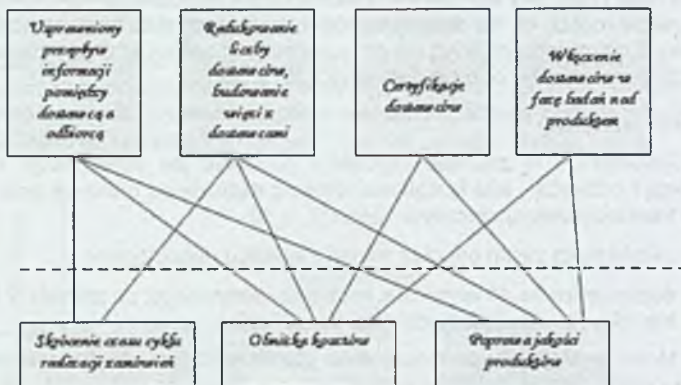 Usprawniony
przepływ
informacji
pomiędzy
dostawcą a
odbiorcą
Redukowanie
liczby
dostawców,
budowanie
więzi z
dostawcami
Certyfikacja
dostawców
Włączenie
dostawców w
fazę badań nad
produktem
Skrócenie czasu cyklu
realizacji zamówień
Obniżka kosztów
Poprawa jakości
produktów